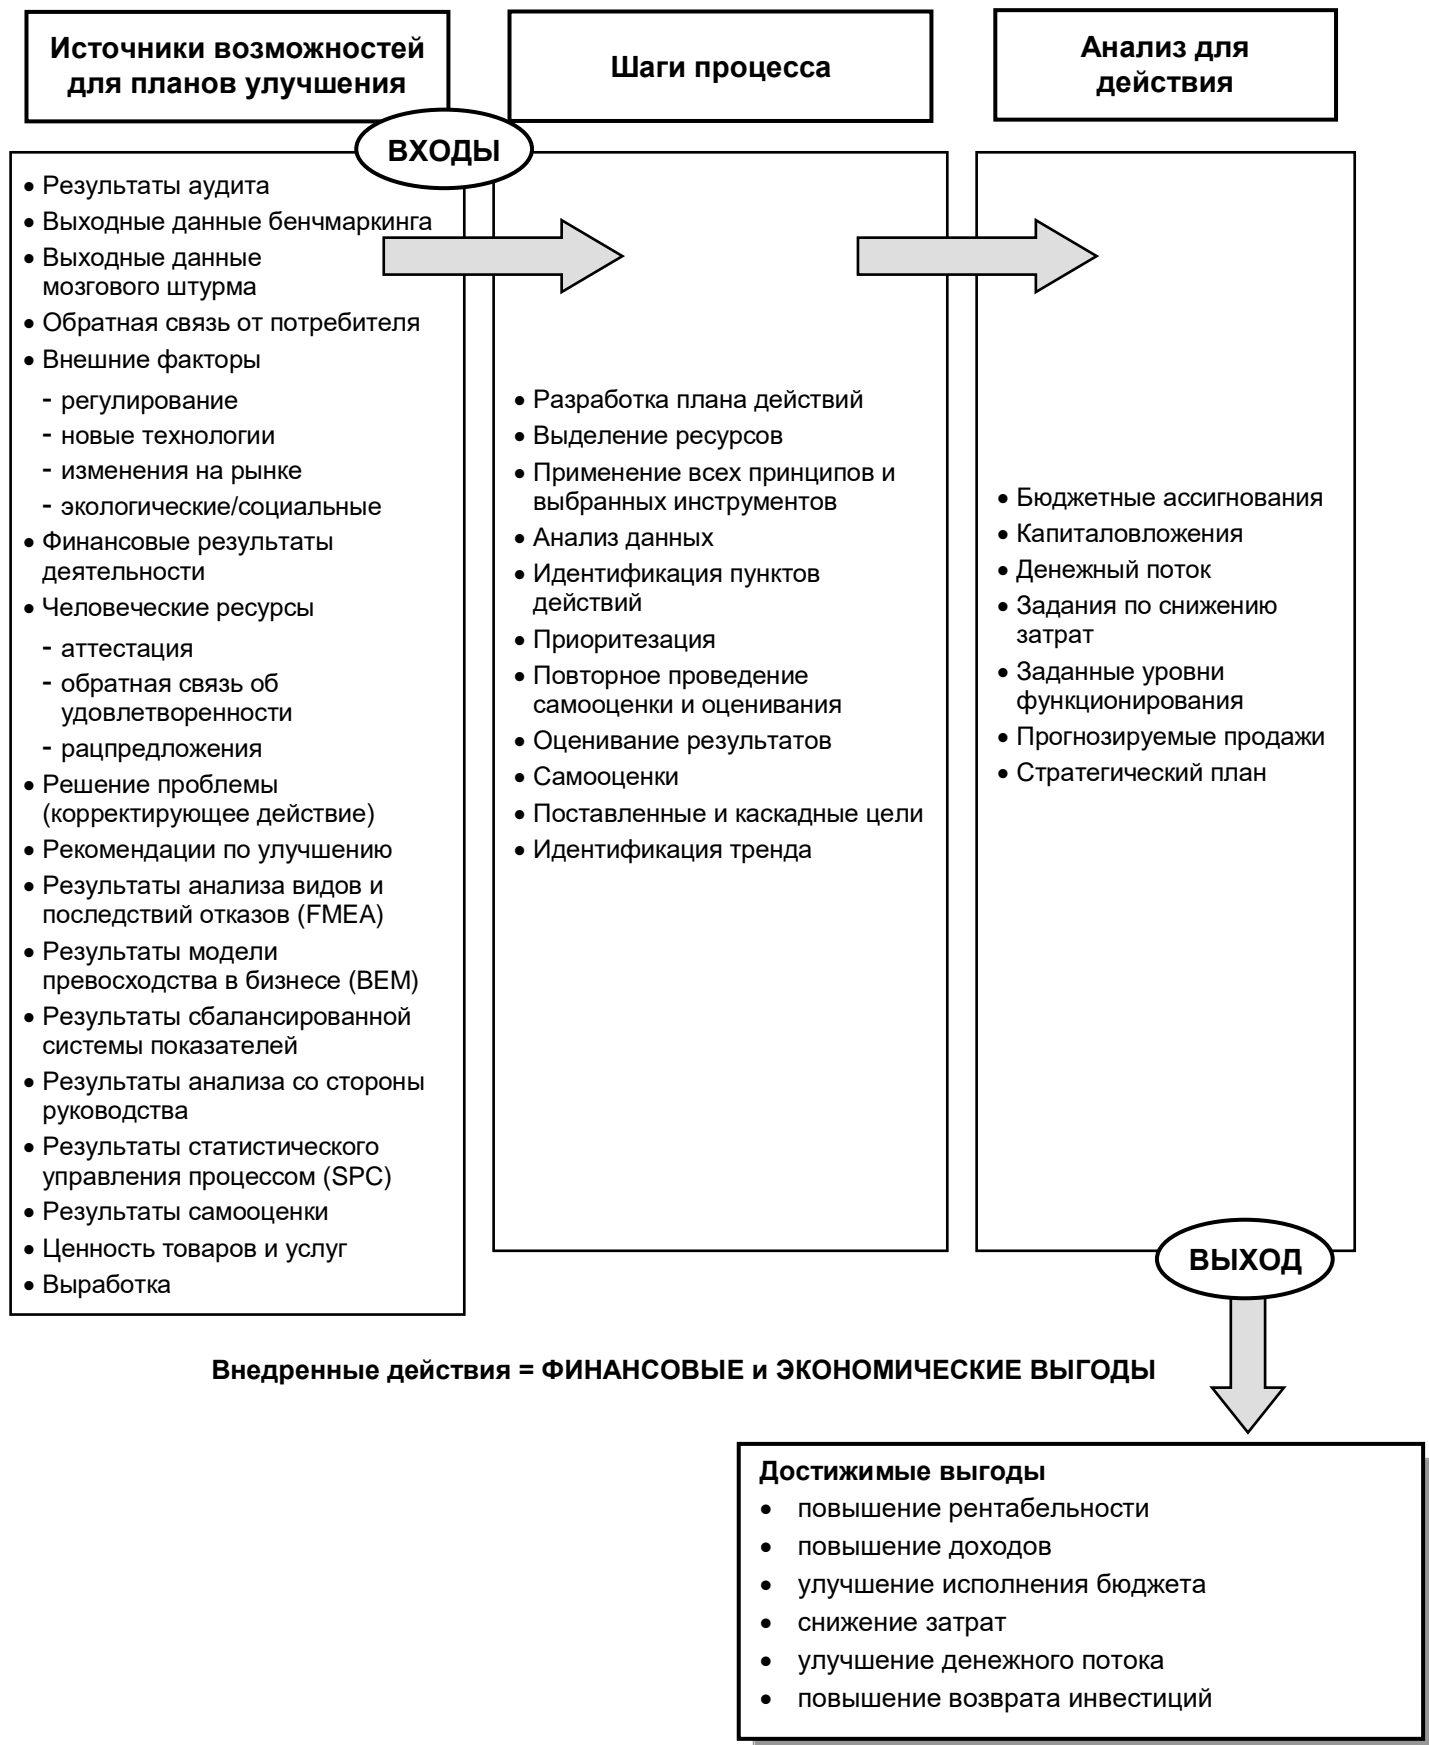 Источники возможностей
для планов улучшения
Шаги процесса
Анализ для
действия
ВХОДЫ
• Результаты аудита
• Выходные данные бенчмаркинга
• Выходные данные
мозгового штурма
• Обратная связь от потребителя
• Внешние факторы
- регулирование
- новые технологии
- изменения на рынке
- экологические/социальные
• Финансовые результаты
деятельности
• Человеческие ресурсы
- аттестация
- обратная связь об
удовлетворенности
- рацпредложения
• Решение проблемы
(корректирующее действие)
• Рекомендации по улучшению
• Результаты анализа видов и
последствий отказов (FMEA)
• Результаты модели
превосходства в бизнесе (BEM)
• Результаты сбалансированной
системы показателей
• Результаты анализа со стороны
руководства
• Результаты статистического
управления процессом (SPC)
• Результаты самооценки
• Ценность товаров и услуг
• Выработка
• Разработка плана действий
• Выделение ресурсов
• Применение всех принципов и
выбранных инструментов
• Анализ данных
• Идентификация пунктов
действий
• Приоритезация
• Повторное проведение
самооценки и оценивания
• Оценивание результатов
• Самооценки
• Поставленные и каскадные цели
• Идентификация тренда
• Бюджетные ассигнования
• Капиталовложения
• Денежный поток
• Задания по снижению
затрат
• Заданные уровни
функционирования
• Прогнозируемые продажи
• Стратегический план
ВЫХОД
Внедренные действия = ФИНАНСОВЫЕ и ЭКОНОМИЧЕСКИЕ ВЫГОДЫ
Достижимые выгоды
• повышение рентабельности
• повышение доходов
• улучшение исполнения бюджета
• снижение затрат
• улучшение денежного потока
• повышение возврата инвестиций